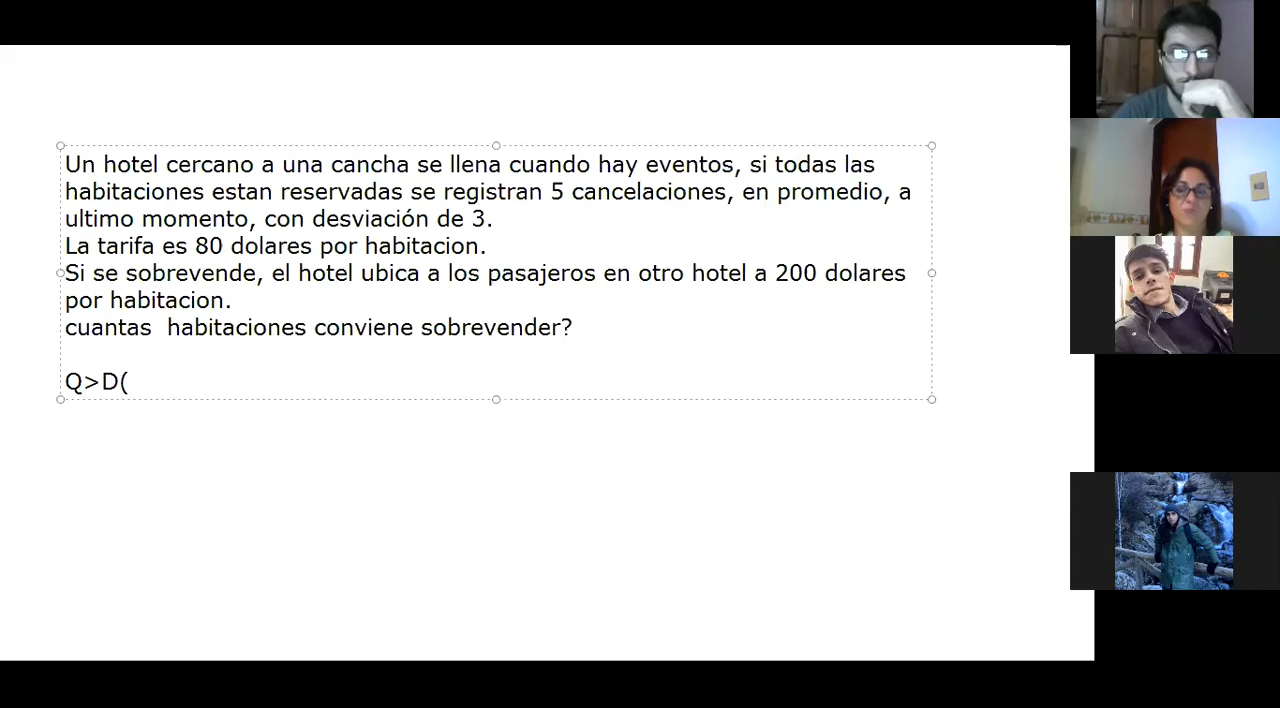 Un hotel cercano a una cancha se llena cuando hay eventos, si todas las
habitaciones estan reservadas se registran 5 cancelaciones, en promedio, a
ultimo momento, con desviación de 3.
La tarifa es 80 dolares por habitacion.
Si se sobrevende, el hotel ubica a los pasajeros en otro hotel a 200 dolares
por habitacion.
cuantas  habitaciones conviene sobrevender?
Q>D(